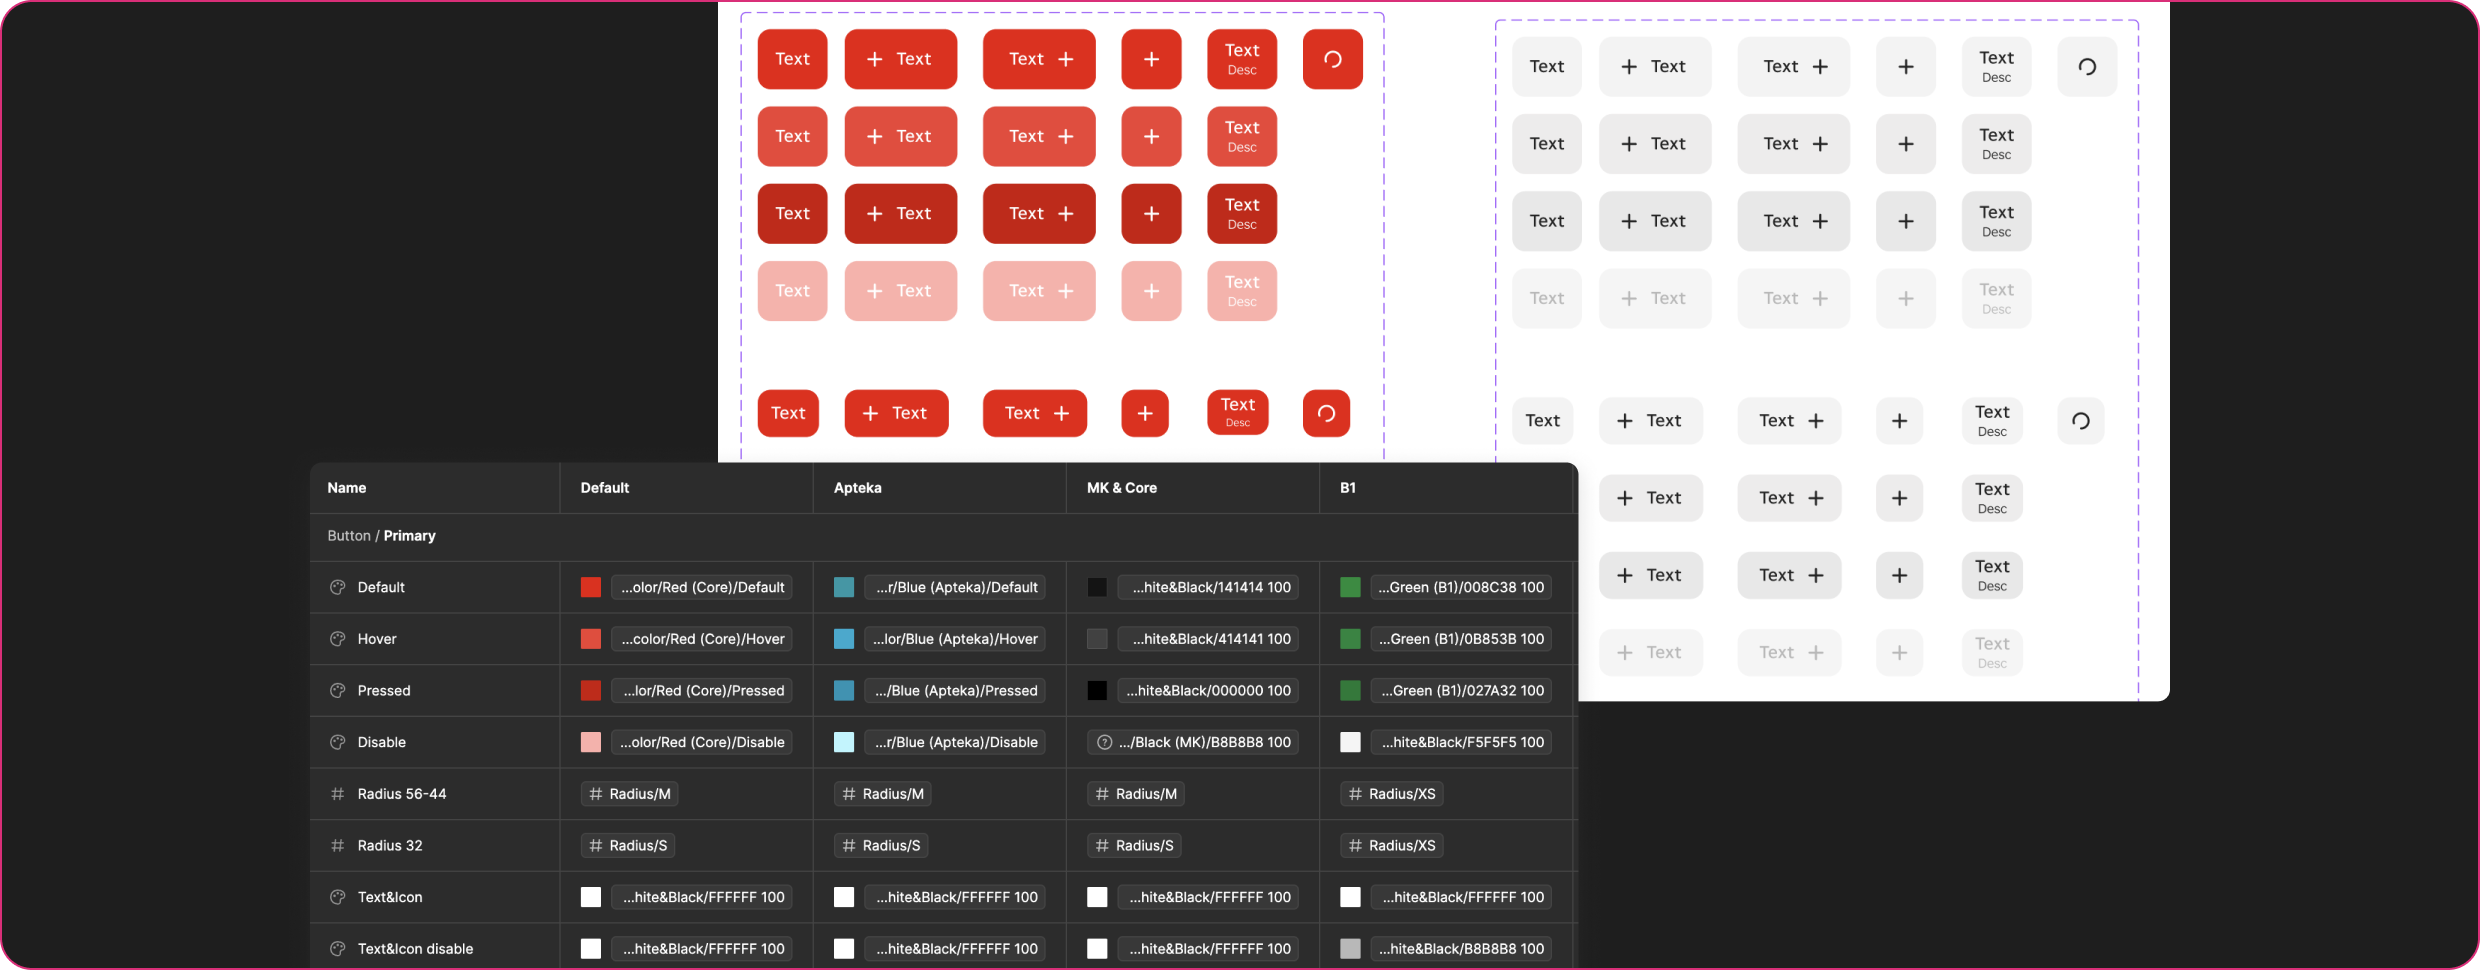 Text + Text Text + + Text Desc
Text + Text Text + + Text Desc
Text + Text Text + + Text Desc
Text + Text Text + + Text Desc
Text + Text Text + + Text Desc
Text + Text Text + + Text Desc
Text + Text Text + + Text Desc
Text + Text Text + + Text Desc
Text + Text Text + + Text Desc
Text + Text Text + + Text Desc
+ Text Text + + Text Desc
+ Text Text + + Text Desc
+ Text Text + + Text Desc
Name Default Apteka MK & Core B1
Button / Primary
Default ...olor/Red (Core)/Default ...r/Blue (Apteka)/Default ...hite&Black/141414 100 ...Green (B1)/008C38 100
Hover ...color/Red (Core)/Hover ...lor/Blue (Apteka)/Hover ...hite&Black/414141 100 ...Green (B1)/0B853B 100
Pressed ...lor/Red (Core)/Pressed .../Blue (Apteka)/Pressed ...hite&Black/000000 100 ...Green (B1)/027A32 100
Disable ...olor/Red (Core)/Disable ...r/Blue (Apteka)/Disable .../Black (MK)/B8B8B8 100 ...hite&Black/F5F5F5 100
Radius 56-44 Radius/M Radius/M Radius/M Radius/XS
Radius 32 Radius/S Radius/S Radius/S Radius/XS
Text&Icon ...hite&Black/FFFFFF 100 ...hite&Black/FFFFFF 100 ...hite&Black/FFFFFF 100 ...hite&Black/FFFFFF 100
Text&Icon disable ...hite&Black/FFFFFF 100 ...hite&Black/FFFFFF 100 ...hite&Black/FFFFFF 100 ...hite&Black/B8B8B8 100